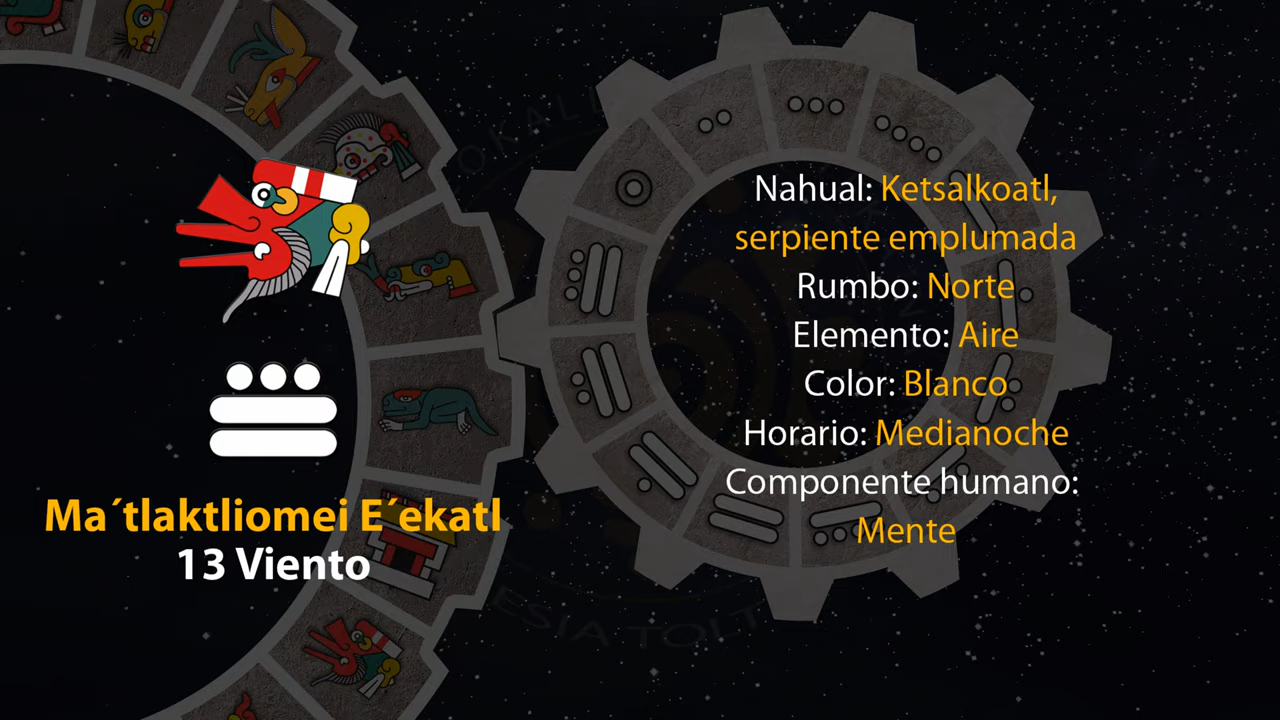 Ma´tlaktliomei E´ekatl
13 Viento
Nahual: Ketsalkoatl,
serpiente emplumada
Rumbo: Norte
Elemento: Aire
Color: Blanco
Horario: Medianoche
Componente humano:
Mente